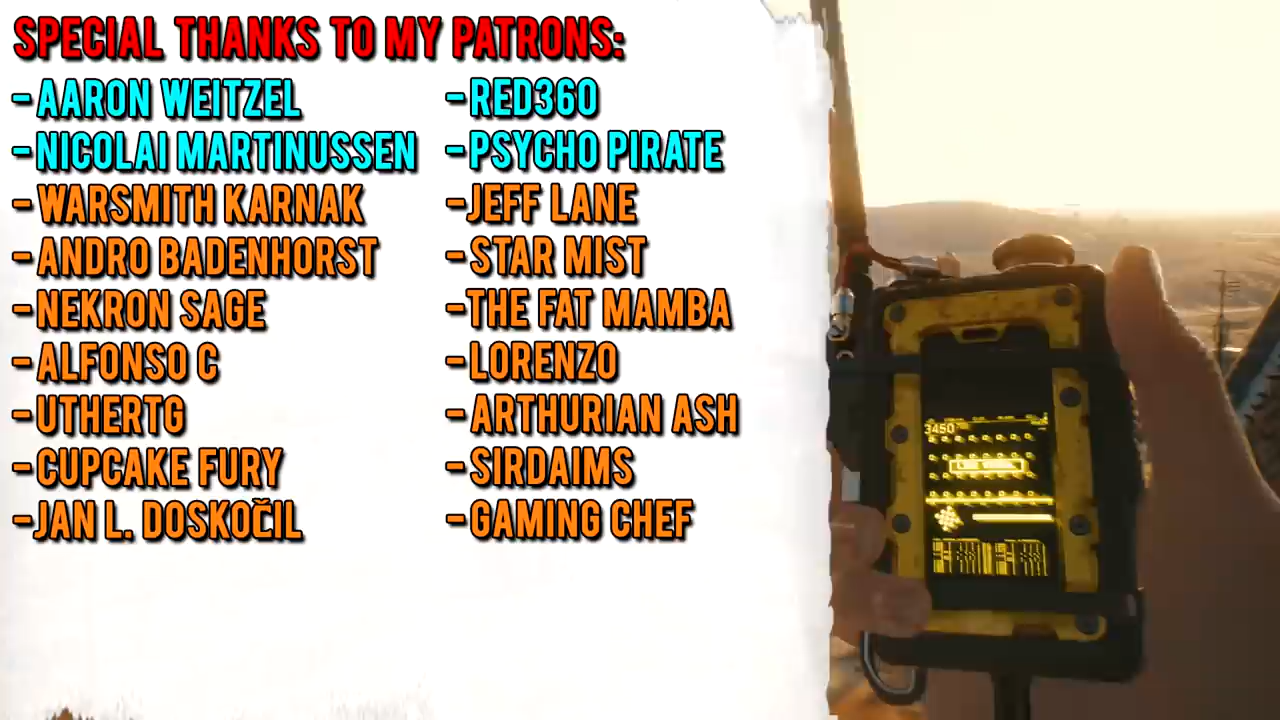 SPECIAL THANKS TO MY PATRONS:
-AARON WEITZEL
-NICOLAI MARTINUSSEN
-WARSMITH KARNAK
-ANDRO BADENHORST
-NEKRON SAGE
-ALFONSO C
-UTHERTG
-CUPCAKE FURY
-JAN L. DOSKOČIL
-RED360
-PSYCHO PIRATE
-JEFF LANE
-STAR MIST
-THE FAT MAMBA
-LORENZO
-ARTHURIAN ASH
-SIRDAIMS
-GAMING CHEF
3450